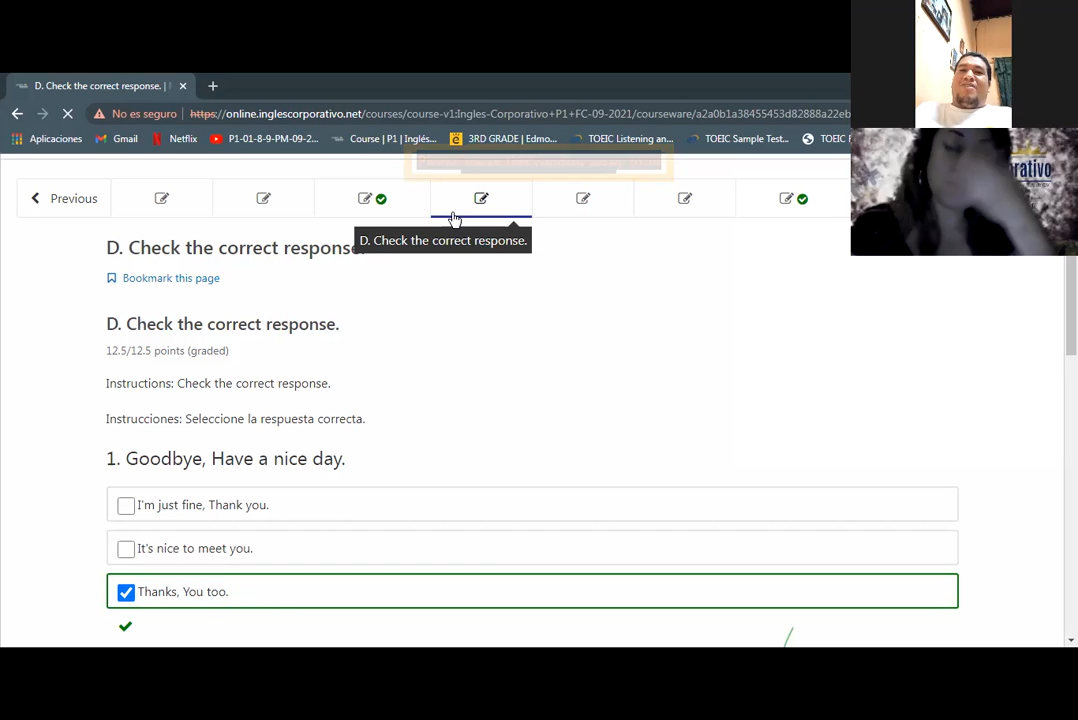 D. Check the correct response. |
No es seguro
https://online.inglescorporativo.net/courses/course-v1:Ingles-Corporativo+P1+FC-09-2021/courseware/a2a0b1a38455453d82888a22eb
Aplicaciones
Gmail
Netflix
P1-01-8-9-PM-09-2...
Course | P1 | Inglés...
3RD GRADE | Edmo...
TOEIC Listening an...
TOEIC Sample Test...
Previous
D. Check the correct response.
D. Check the correct response.
Bookmark this page
D. Check the correct response.
12.5/12.5 points (graded)
Instructions: Check the correct response.
Instrucciones: Seleccione la respuesta correcta.
1. Goodbye, Have a nice day.
I'm just fine, Thank you.
It's nice to meet you.
Thanks, You too.